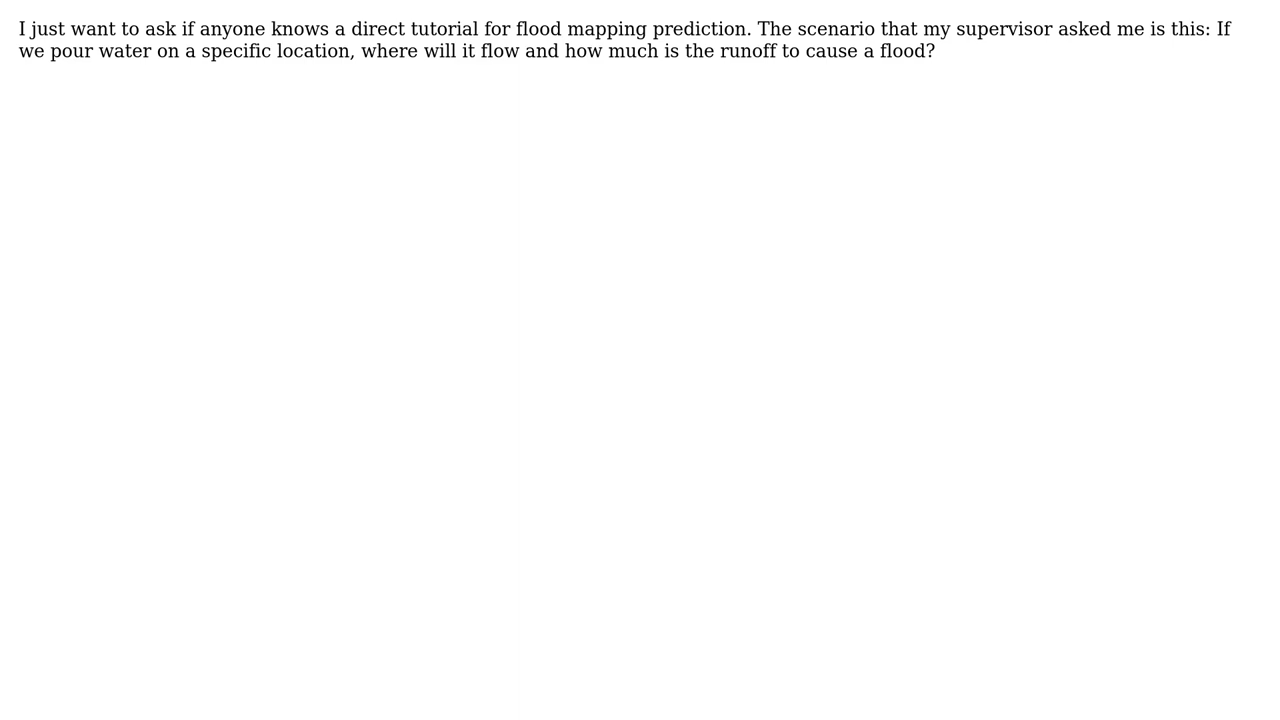 I just want to ask if anyone knows a direct tutorial for flood mapping prediction. The scenario that my supervisor asked me is this: If
we pour water on a specific location, where will it flow and how much is the runoff to cause a flood?